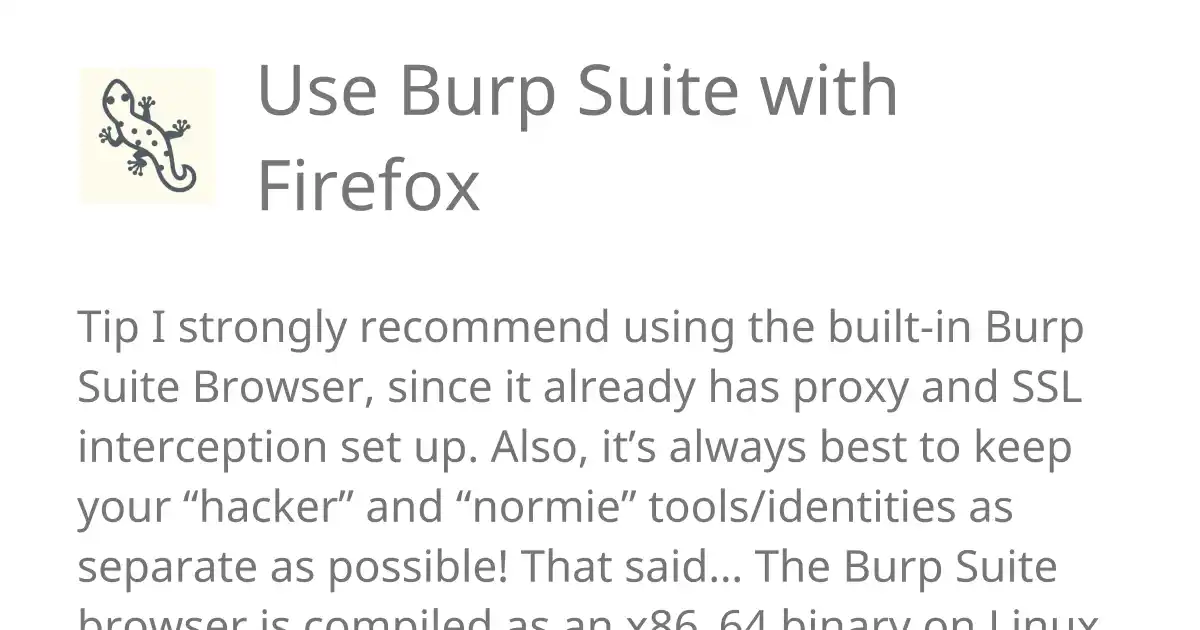 Use Burp Suite with
Firefox
Tip I strongly recommend using the built-in Burp
Suite Browser, since it already has proxy and SSL
interception set up. Also, it’s always best to keep
your “hacker” and “normie” tools/identities as
separate as possible! That said… The Burp Suite
browser is compiled as an x86_64 binary on Linux